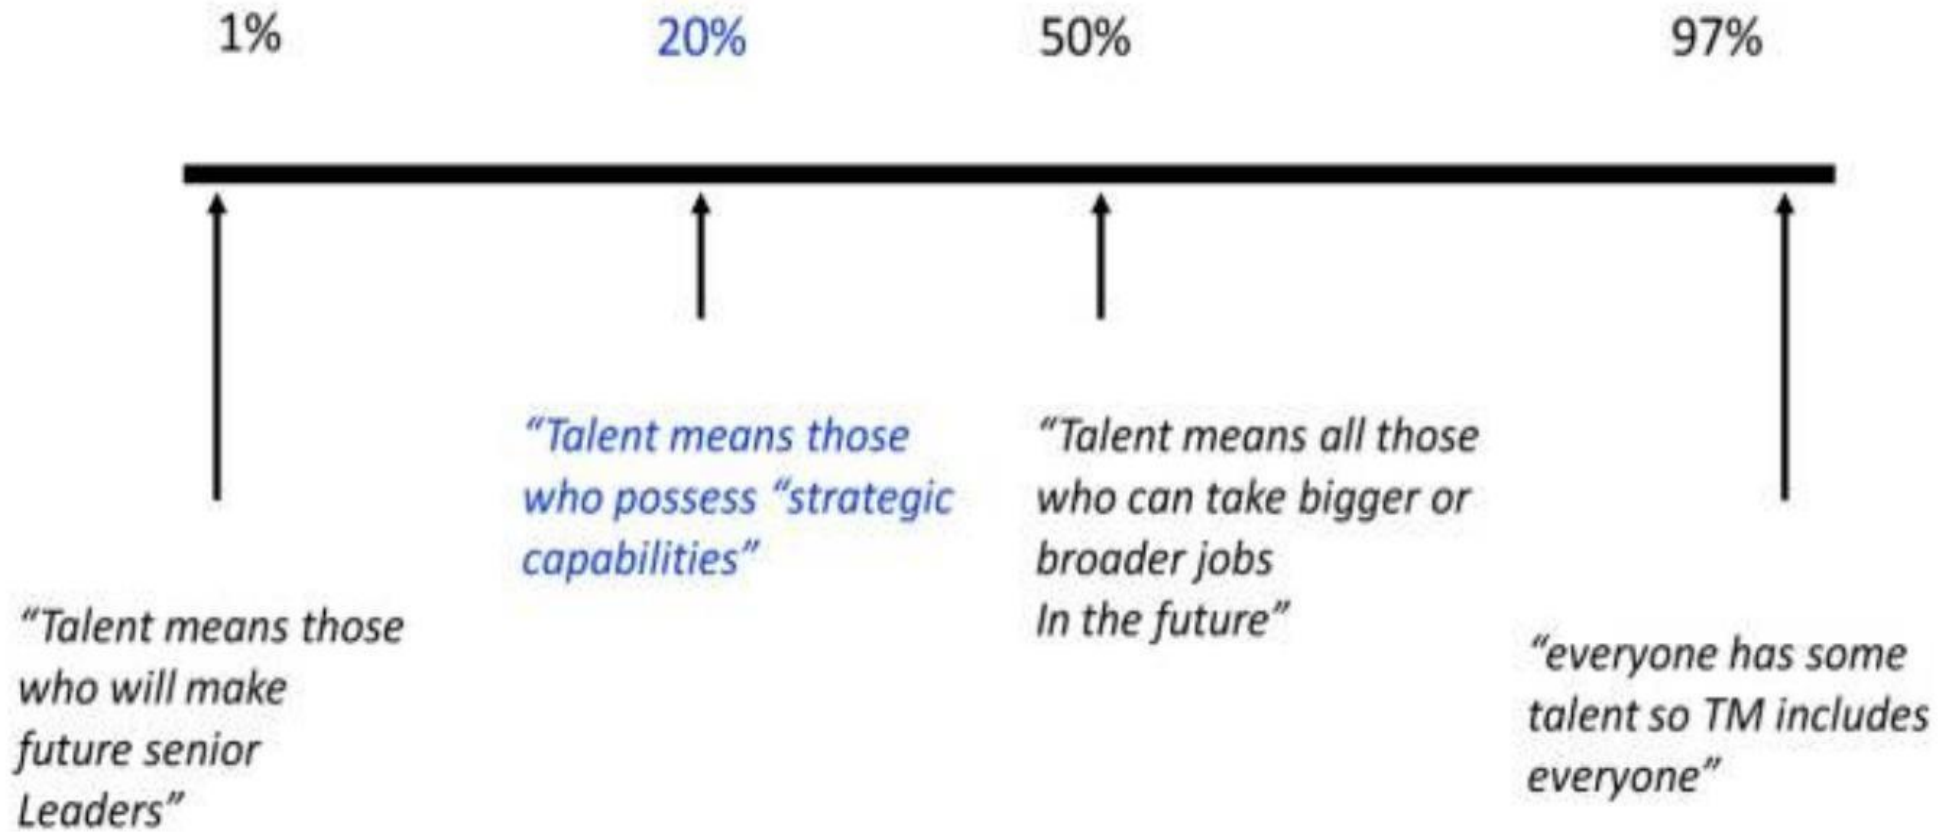 1% 20% 50% 97%
“Talent means those
who will make
future senior
Leaders”
“Talent means those
who possess “strategic
capabilities”
“Talent means all those
who can take bigger or
broader jobs
In the future”
“everyone has some
talent so TM includes
everyone”